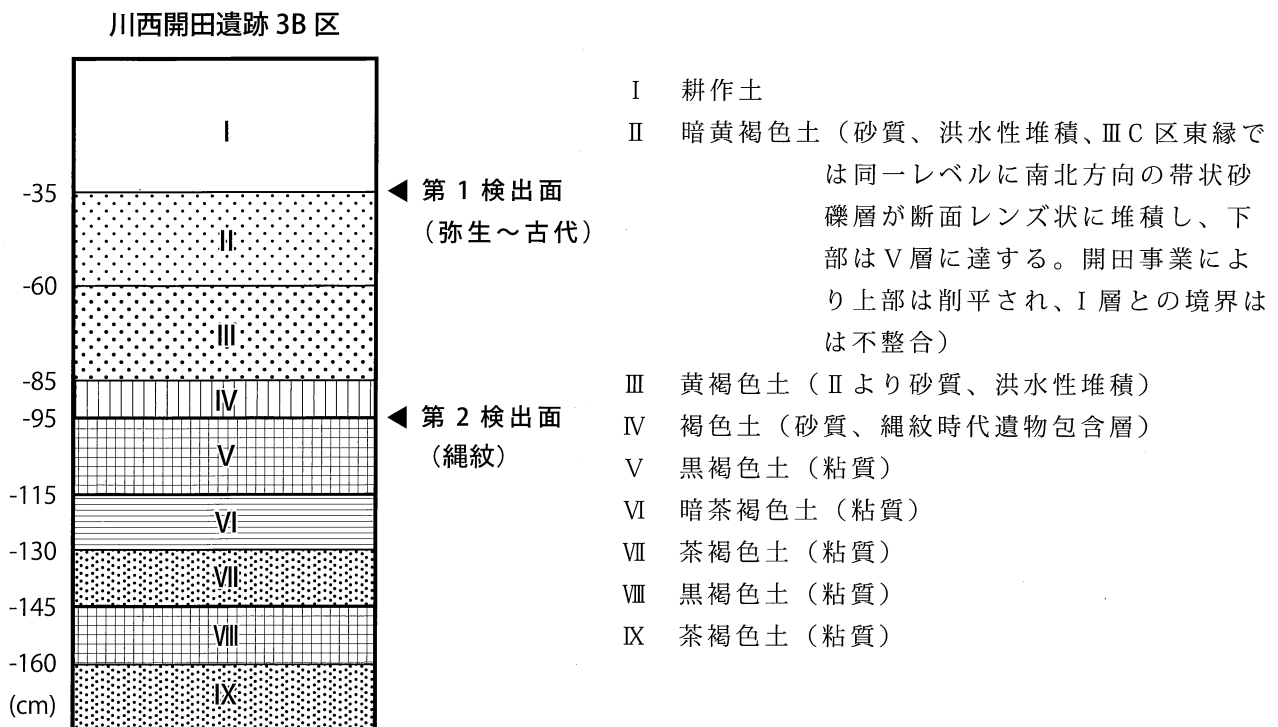 川西開田遺跡 3B 区
I
-35
◀ 第 1 検出面
（弥生～古代）
II
-60
III
-85
IV
-95
◀ 第 2 検出面
（縄紋）
V
-115
VI
-130
VII
-145
VIII
-160
IX
(cm)
Ⅰ 耕作土
Ⅱ 暗黄褐色土（砂質、洪水性堆積、ⅢC 区東縁で
は同一レベルに南北方向の帯状砂
礫層が断面レンズ状に堆積し、下
部はⅤ層に達する。開田事業によ
り上部は削平され、Ⅰ層との境界は
は不整合）
Ⅲ 黄褐色土（Ⅱより砂質、洪水性堆積）
Ⅳ 褐色土（砂質、縄紋時代遺物包含層）
Ⅴ 黒褐色土（粘質）
Ⅵ 暗茶褐色土（粘質）
Ⅶ 茶褐色土（粘質）
Ⅷ 黒褐色土（粘質）
Ⅸ 茶褐色土（粘質）